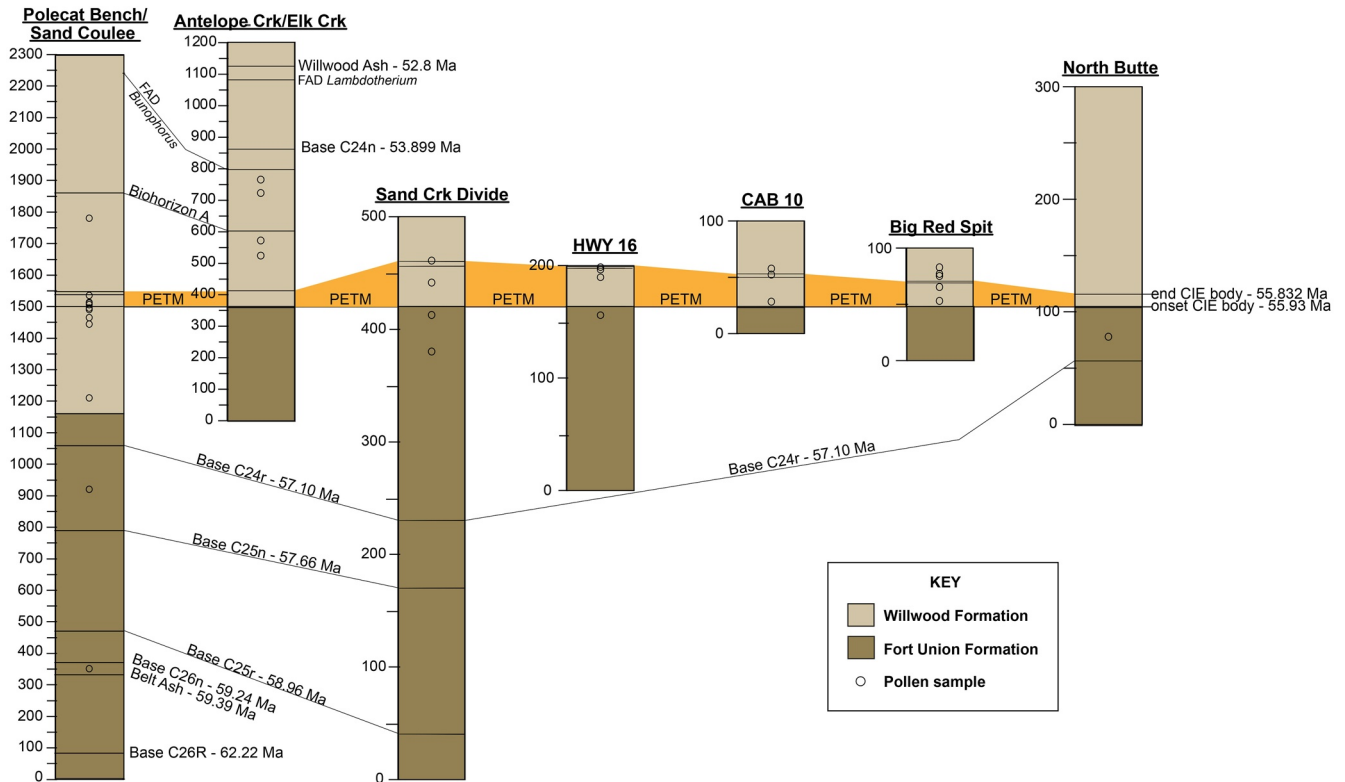 Polecat Bench/
Sand Coulee
2300
2200
2100
2000
1900
1800
1700
1600
1500
1400
1300
1200
1100
1000
900
800
700
600
500
400
300
200
100
0
FAD
Bunophorus
Biohorizon A
PETM
Base C24r - 57.10 Ma
Base C25n - 57.66 Ma
Base C25r - 58.96 Ma
Base C26n - 59.24 Ma
Belt Ash - 59.39 Ma
Base C26R - 62.22 Ma
Antelope Crk/Elk Crk
1200
1100
1000
900
800
700
600
500
400
300
200
100
0
Willwood Ash - 52.8 Ma
FAD Lambdotherium
Base C24n - 53.899 Ma
PETM
Sand Crk Divide
500
400
300
200
100
0
PETM
HWY 16
200
100
0
PETM
CAB 10
100
0
PETM
Big Red Spit
100
0
PETM
Base C24r - 57.10 Ma
North Butte
300
200
100
0
end CIE body - 55.832 Ma
onset CIE body - 55.93 Ma
KEY
Willwood Formation
Fort Union Formation
Pollen sample